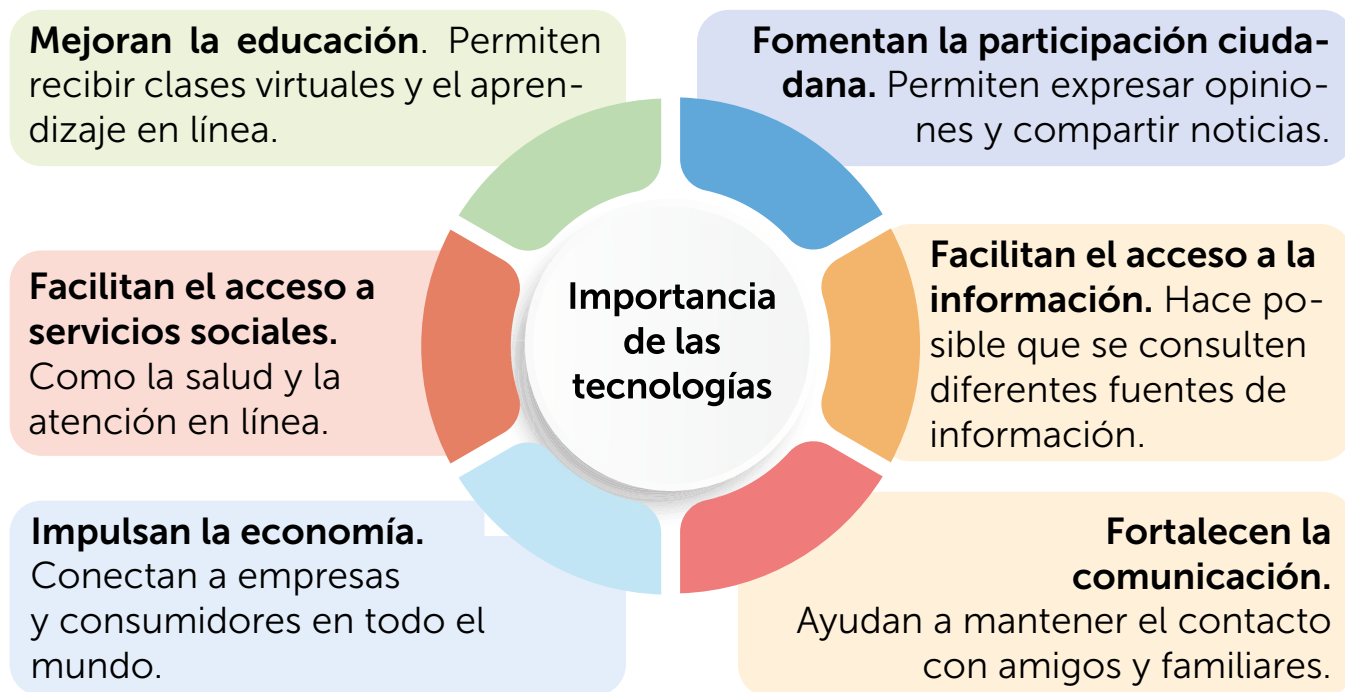 Mejoran la educación. Permiten
recibir clases virtuales y el apren-
dizaje en línea.
Fomentan la participación ciuda-
dana. Permiten expresar opinio-
nes y compartir noticias.
Facilitan el acceso a
servicios sociales.
Como la salud y la
atención en línea.
Importancia
de las
tecnologías
Facilitan el acceso a la
información. Hace po-
sible que se consulten
diferentes fuentes de
información.
Impulsan la economía.
Conectan a empresas
y consumidores en todo el
mundo.
Fortalecen la
comunicación.
Ayudan a mantener el contacto
con amigos y familiares.